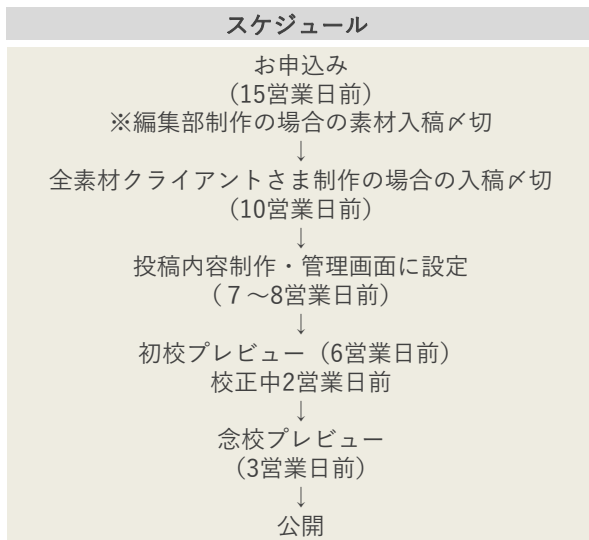 スケジュール
お申込み
(15営業日前)
※編集部制作の場合の素材入稿〆切
↓
全素材クライアントさま制作の場合の入稿〆切
(10営業日前)
↓
投稿内容制作・管理画面に設定
(７~8営業日前)
↓
初校プレビュー(6営業日前)
校正中2営業日前
↓
念校プレビュー
(3営業日前)
↓
公開